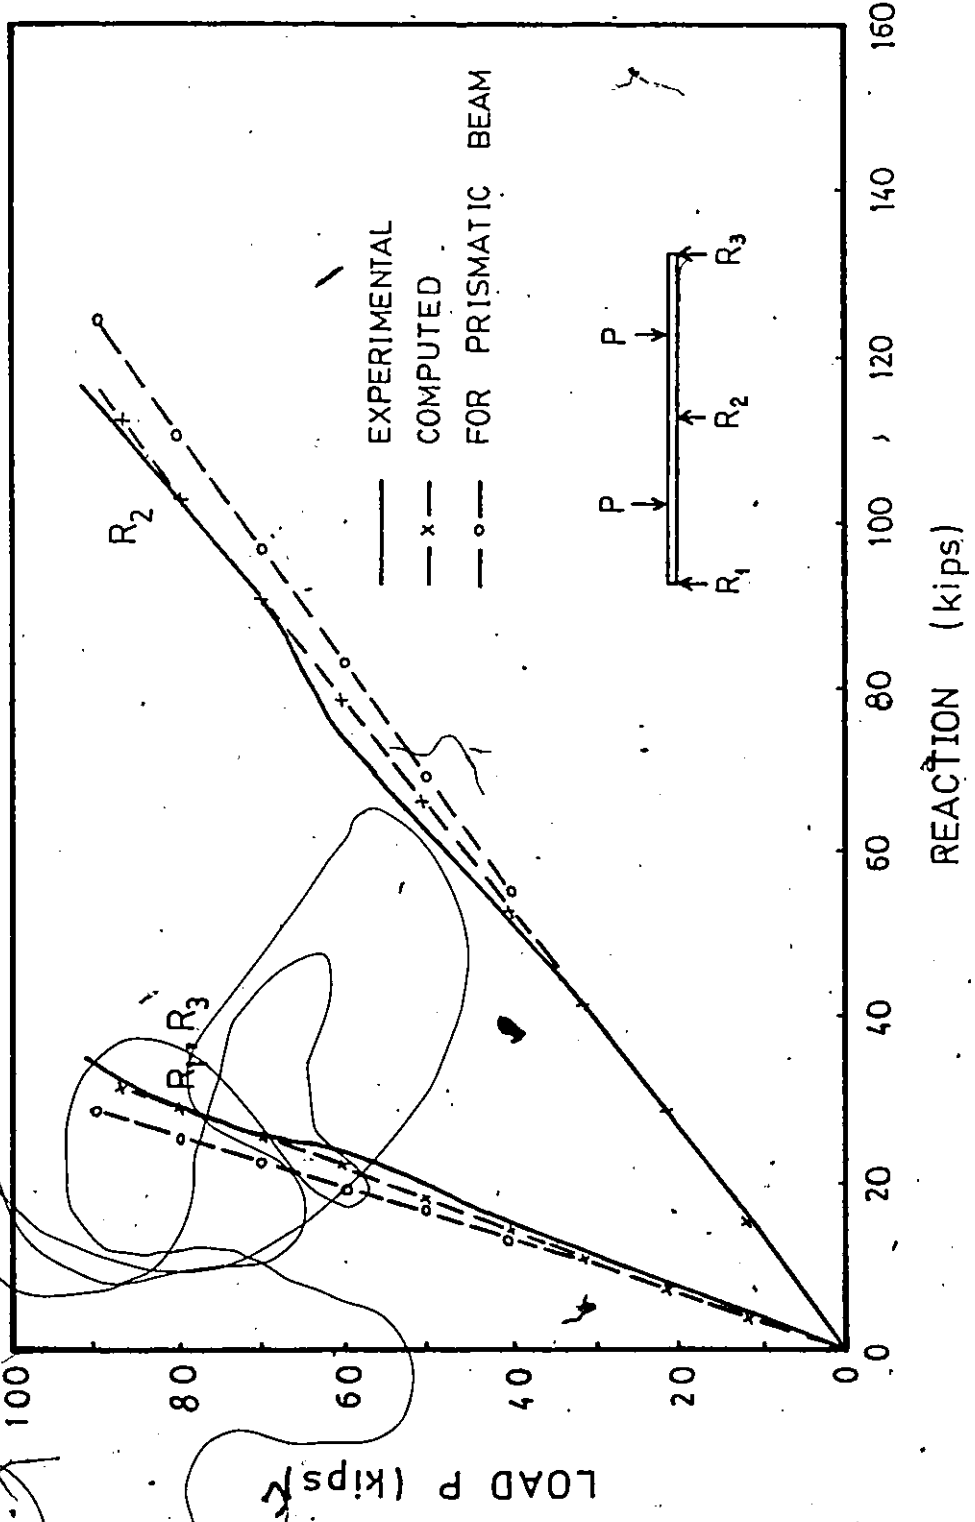 LOAD P (kips)
100
80
60
40
20
0
0 20 40 60 80 100 120 140 160
REACTION (kips)
R1, R3
R2
EXPERIMENTAL
COMPUTED
FOR PRISMATIC BEAM
P P
R1 R2 R3